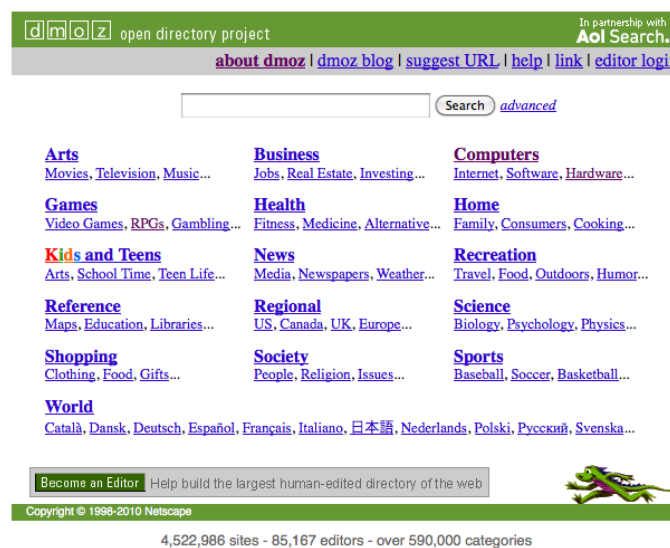 dmoz open directory project
In partnership with
Aol Search.
about dmoz | dmoz blog | suggest URL | help | link | editor logi
Search advanced
Arts
Movies, Television, Music...
Business
Jobs, Real Estate, Investing...
Computers
Internet, Software, Hardware...
Games
Video Games, RPGs, Gambling...
Health
Fitness, Medicine, Alternative...
Home
Family, Consumers, Cooking...
Kids and Teens
Arts, School Time, Teen Life...
News
Media, Newspapers, Weather...
Recreation
Travel, Food, Outdoors, Humor...
Reference
Maps, Education, Libraries...
Regional
US, Canada, UK, Europe...
Science
Biology, Psychology, Physics...
Shopping
Clothing, Food, Gifts...
Society
People, Religion, Issues...
Sports
Baseball, Soccer, Basketball...
World
Català, Dansk, Deutsch, Español, Français, Italiano, 日本語, Nederlands, Polski, Русский, Svenska...
Become an Editor Help build the largest human-edited directory of the web
Copyright © 1998-2010 Netscape
4,522,986 sites - 85,167 editors - over 590,000 categories